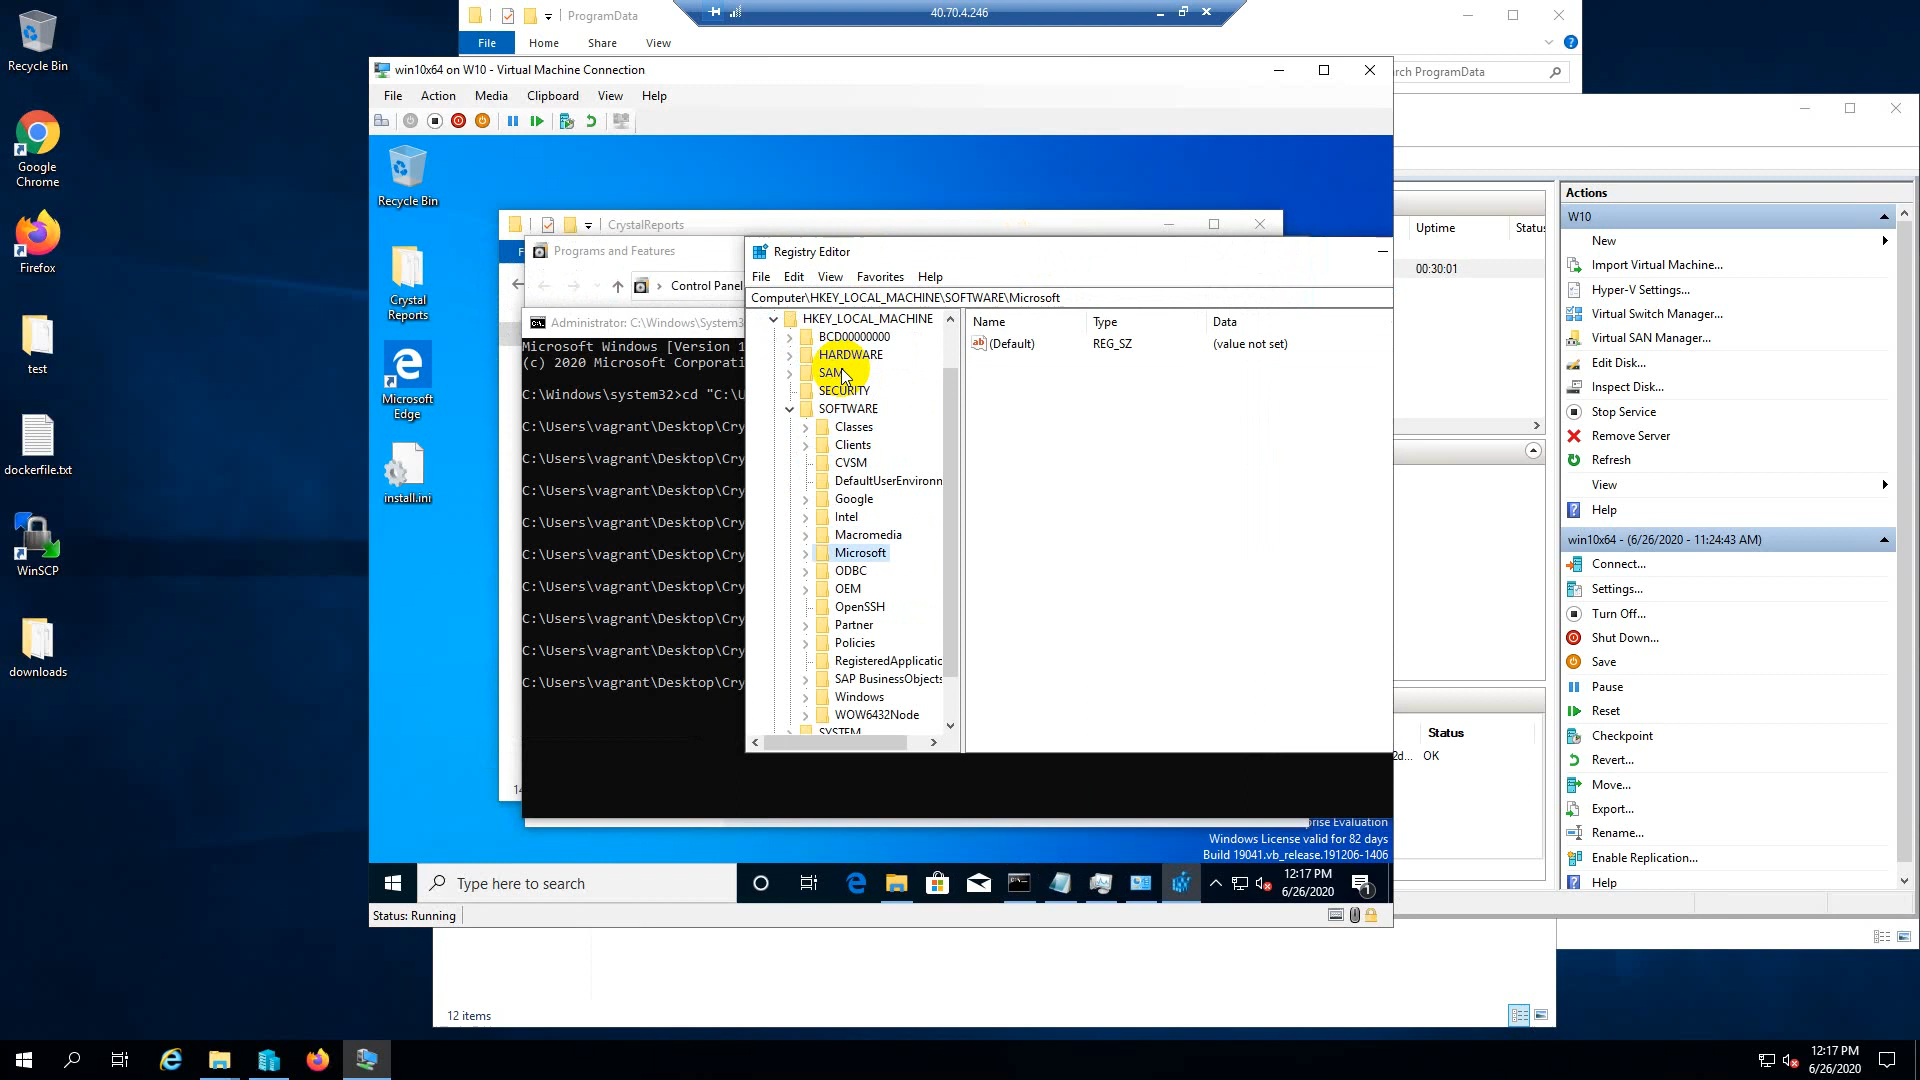 Recycle Bin
Google
Chrome
Firefox
test
dockerfile.txt
WinSCP
downloads
ProgramData
40.70.4.246
File Home Share View
rch ProgramData
win10x64 on W10 - Virtual Machine Connection
File Action Media Clipboard View Help
Recycle Bin
Crystal
Reports
Microsoft
Edge
install.ini
CrystalReports
F
Programs and Features
Control Panel
Administrator: C:\Windows\System3
Microsoft Windows [Version 1
(c) 2020 Microsoft Corporati
C:\Windows\system32>cd "C:\U
C:\Users\vagrant\Desktop\Cry
C:\Users\vagrant\Desktop\Cry
C:\Users\vagrant\Desktop\Cry
C:\Users\vagrant\Desktop\Cry
C:\Users\vagrant\Desktop\Cry
C:\Users\vagrant\Desktop\Cry
C:\Users\vagrant\Desktop\Cry
C:\Users\vagrant\Desktop\Cry
C:\Users\vagrant\Desktop\Cry
14
Registry Editor
File Edit View Favorites Help
Computer\HKEY_LOCAL_MACHINE\SOFTWARE\Microsoft
HKEY_LOCAL_MACHINE
BCD00000000
HARDWARE
SAM
SECURITY
SOFTWARE
Classes
Clients
CVSM
DefaultUserEnvironn
Google
Intel
Macromedia
Microsoft
ODBC
OEM
OpenSSH
Partner
Policies
RegisteredApplicatic
SAP BusinessObjects
Windows
WOW6432Node
SYSTEM
Name Type Data
(Default) REG_SZ (value not set)
prise Evaluation
Windows License valid for 82 days
Build 19041.vb_release.191206-1406
Type here to search
12:17 PM
6/26/2020
1
Status: Running
Uptime Status
00:30:01
Status
2d... OK
Actions
W10
New
Import Virtual Machine...
Hyper-V Settings...
Virtual Switch Manager...
Virtual SAN Manager...
Edit Disk...
Inspect Disk...
Stop Service
Remove Server
Refresh
View
Help
win10x64 - (6/26/2020 - 11:24:43 AM)
Connect...
Settings...
Turn Off...
Shut Down...
Save
Pause
Reset
Checkpoint
Revert...
Move...
Export...
Rename...
Enable Replication...
Help
12 items
12:17 PM
6/26/2020